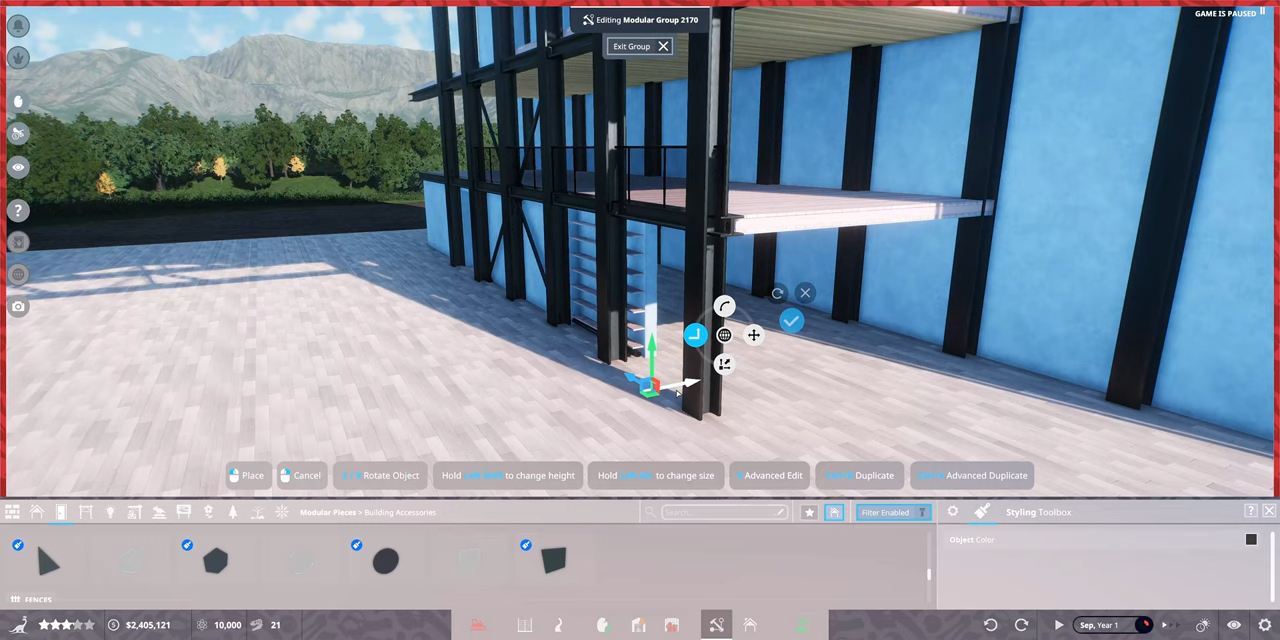 Editing Modular Group 2170
GAME IS PAUSED
Exit Group
Place
Cancel
Rotate Object
Hold to change height
Hold to change size
Advanced Edit
Duplicate
Advanced Duplicate
Modular Pieces > Building Accessories
Search...
Filter Enabled
Styling Toolbox
Object Color
FENCES
$2,405,121
10,000
21
Sep, Year 1